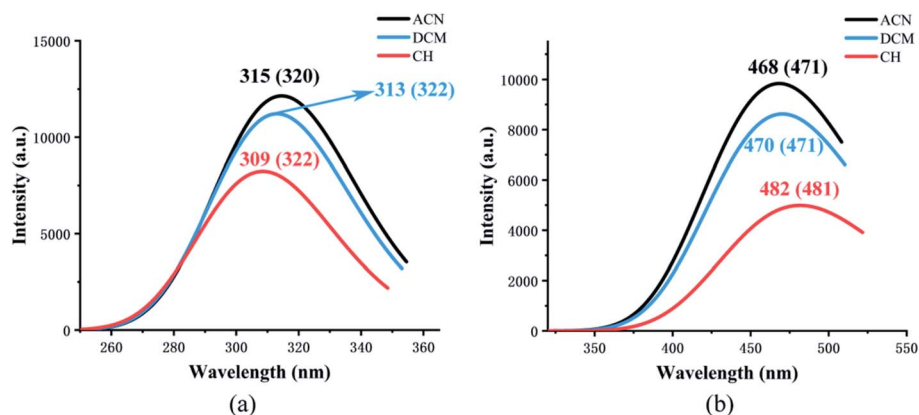 ACN
DCM
CH
15000
10000
5000
0
Intensity (a.u.)
315 (320)
313 (322)
309 (322)
260 280 300 320 340 360
Wavelength (nm)
(a)
ACN
DCM
CH
10000
8000
6000
4000
2000
0
Intensity (a.u.)
468 (471)
470 (471)
482 (481)
350 400 450 500 550
Wavelength (nm)
(b)